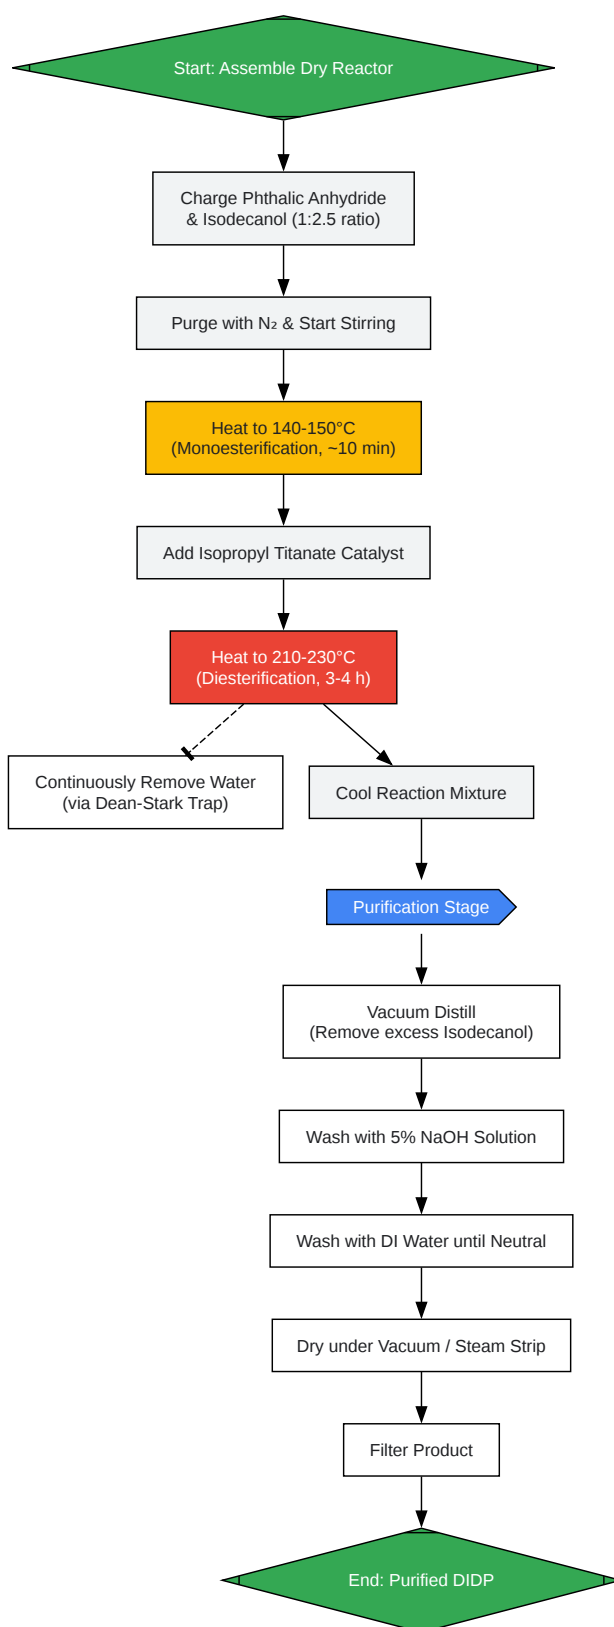 Start: Assemble Dry Reactor
Charge Phthalic Anhydride
& Isodecanol (1:2.5 ratio)
Purge with N₂ & Start Stirring
Heat to 140-150°C
(Monoesterification, ~10 min)
Add Isopropyl Titanate Catalyst
Heat to 210-230°C
(Diesterification, 3-4 h)
Continuously Remove Water
(via Dean-Stark Trap)
Cool Reaction Mixture
Purification Stage
Vacuum Distill
(Remove excess Isodecanol)
Wash with 5% NaOH Solution
Wash with DI Water until Neutral
Dry under Vacuum / Steam Strip
Filter Product
End: Purified DIDP